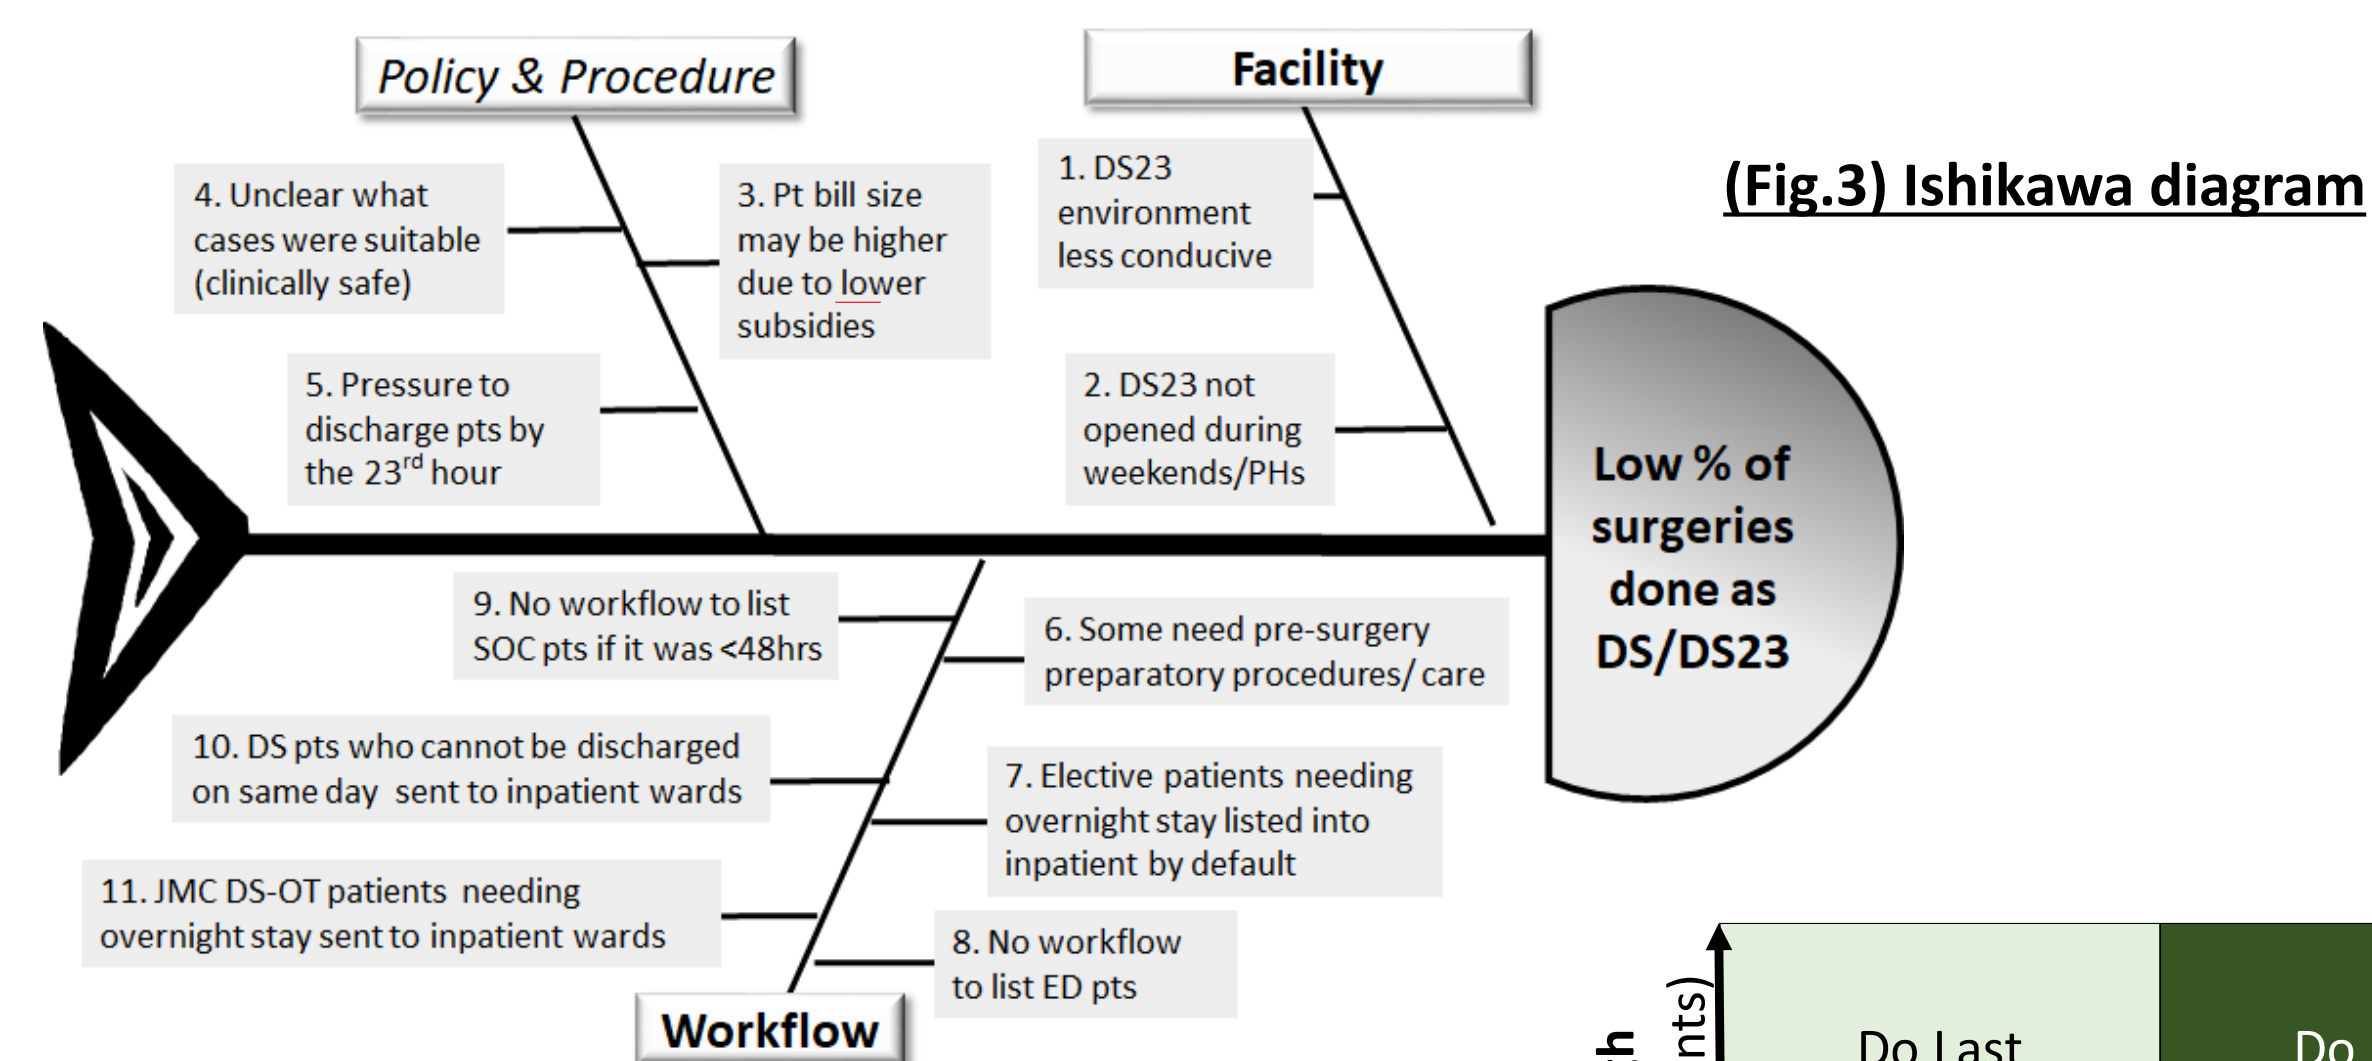 Policy & Procedure
Facility
(Fig.3) Ishikawa diagram
4. Unclear what
cases were suitable
(clinically safe)
3. Pt bill size
may be higher
due to lower
subsidies
1. DS23
environment
less conducive
5. Pressure to
discharge pts by
the 23rd hour
2. DS23 not
opened during
weekends/PHs
Low % of
surgeries
done as
DS/DS23
9. No workflow to list
SOC pts if it was <48hrs
6. Some need pre-surgery
preparatory procedures/ care
10. DS pts who cannot be discharged
on same day sent to inpatient wards
7. Elective patients needing
overnight stay listed into
inpatient by default
11. JMC DS-OT patients needing
overnight stay sent to inpatient wards
8. No workflow
to list ED pts
Workflow
Do Last
Do